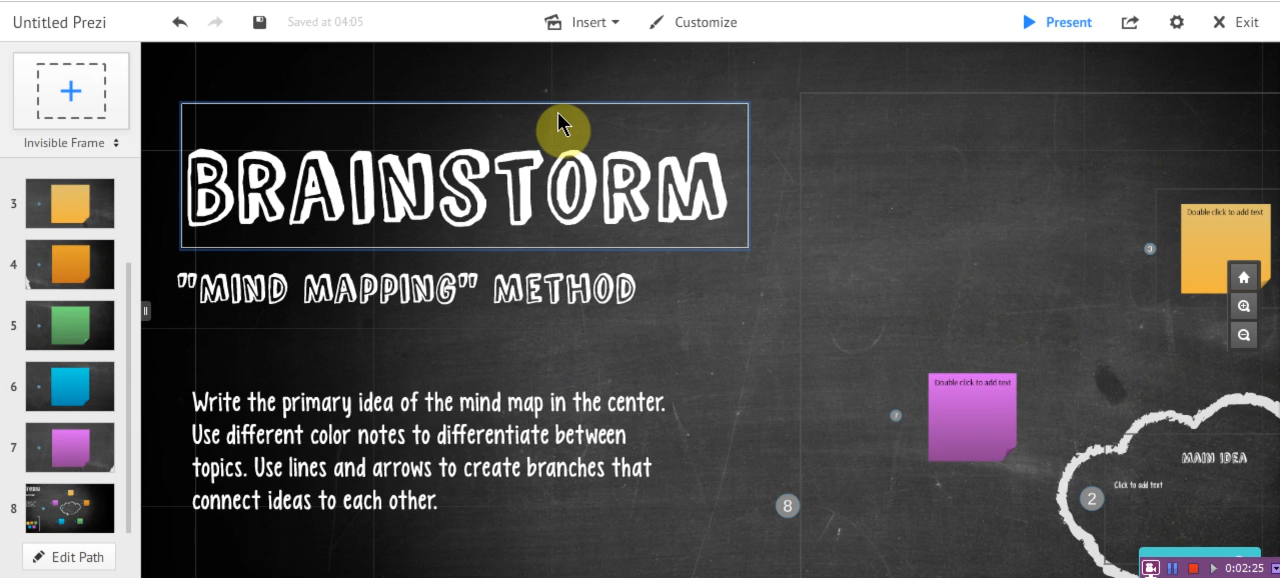 Untitled Prezi
Saved at 04:05
Insert
Customize
Present
Exit
Invisible Frame
3
4
5
6
7
8
Edit Path
BRAINSTORM
"MIND MAPPING" METHOD
Write the primary idea of the mind map in the center.
Use different color notes to differentiate between
topics. Use lines and arrows to create branches that
connect ideas to each other.
8
Double click to add text
3
Double click to add text
7
MAIN IDEA
Click to add text
2
0:02:25